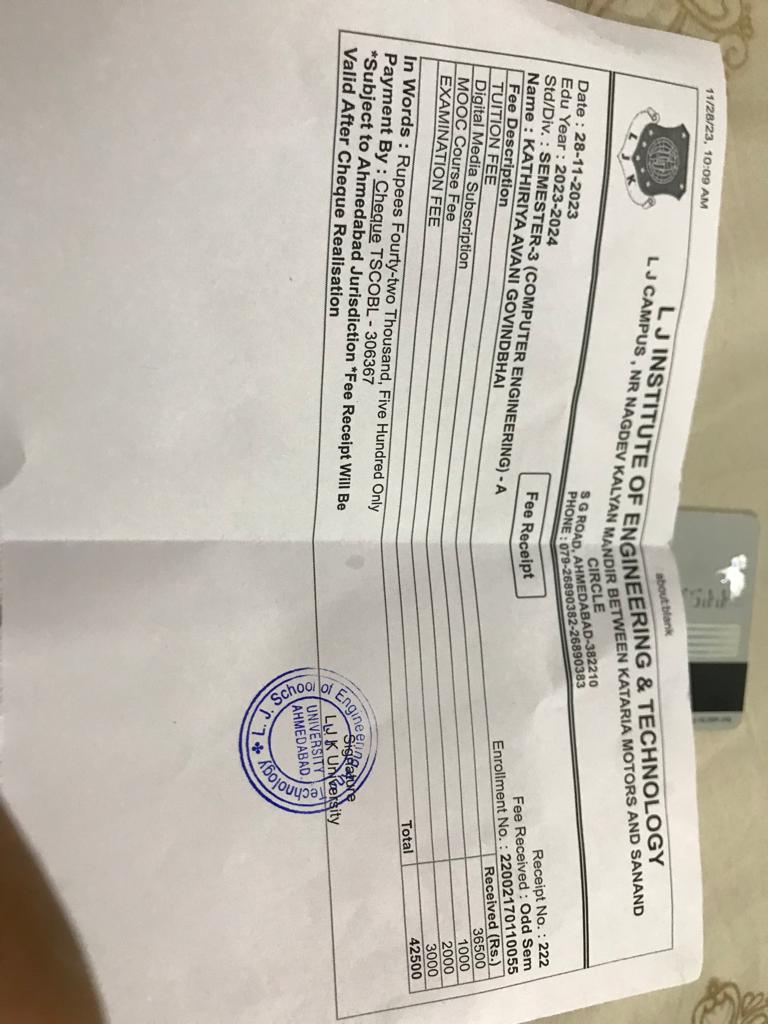 11/28/23, 10:09 AM
about:blank
L J K
L J INSTITUTE OF ENGINEERING & TECHNOLOGY
L J CAMPUS , NR NAGDEV KALYAN MANDIR BETWEEN KATARIA MOTORS AND SANAND
CIRCLE
S G ROAD, AHMEDABAD-382210
PHONE : 079-26890382-26890383
Date : 28-11-2023
Receipt No. : 222
Edu Year : 2023-2024
Fee Receipt
Fee Received : Odd Sem
Std/Div. : SEMESTER-3 (COMPUTER ENGINEERING) - A
Enrollment No. : 22002170110055
Name : KATHIRIYA AVANI GOVINDBHAI
Fee Description Received (Rs.)
TUITION FEE 36500
Digital Media Subscription 1000
MOOC Course Fee 2000
EXAMINATION FEE 3000
Total 42500
In Words : Rupees Fourty-two Thousand, Five Hundred Only
Payment By : Cheque TSCOBL - 306367
*Subject to Ahmedabad Jurisdiction *Fee Receipt Will Be
Valid After Cheque Realisation
Signature
L J K University
L. J. School of Engineering & Technology
UNIVERSITY
AHMEDABAD